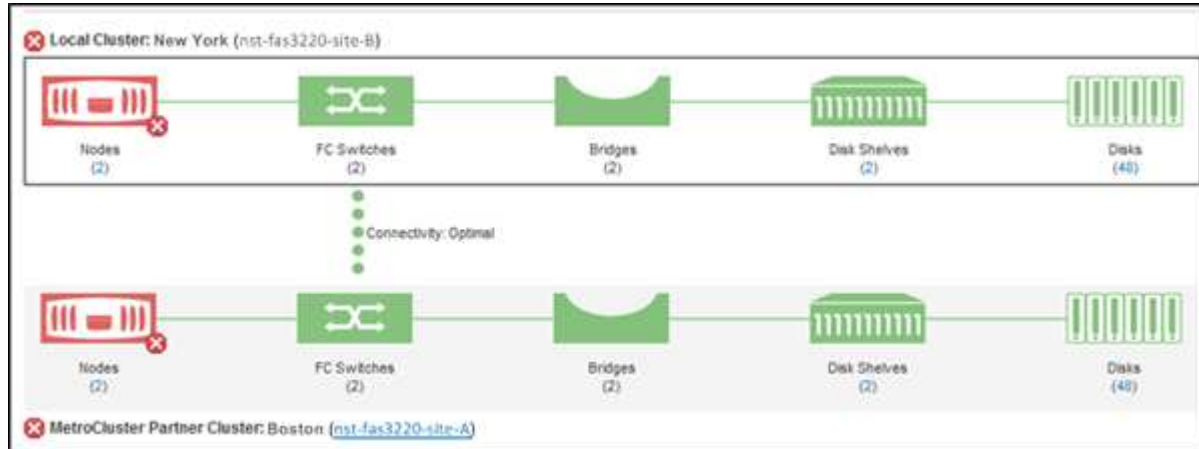 Local Cluster: New York (nst-fas3220-site-B)
Nodes FC Switches Bridges Disk Shelves Disks
(2) (2) (2) (2) (48)
Connectivity: Optimal
Nodes FC Switches Bridges Disk Shelves Disks
(2) (2) (2) (2) (48)
MetroCluster Partner Cluster: Boston (nst-fas3220-site-A)